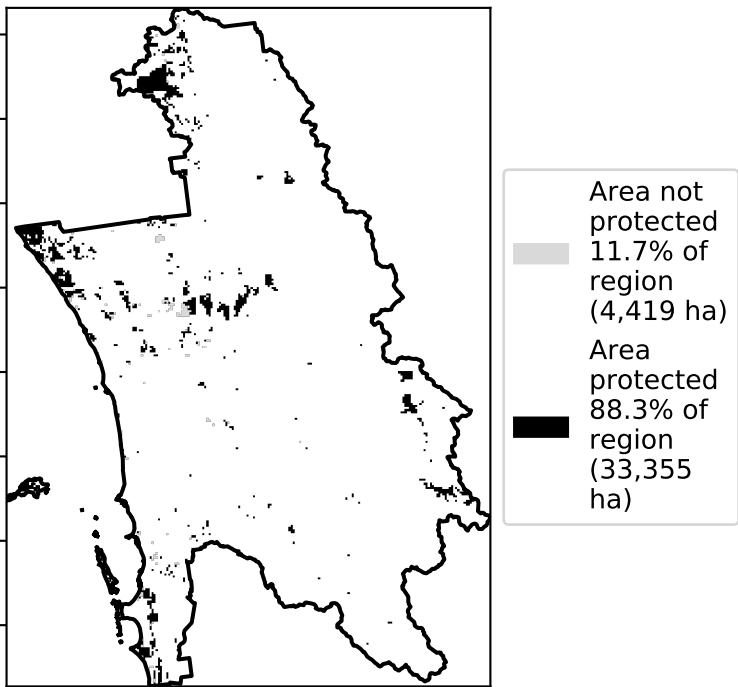 Area not
protected
11.7% of
region
(4,419 ha)
Area
protected
88.3% of
region
(33,355
ha)